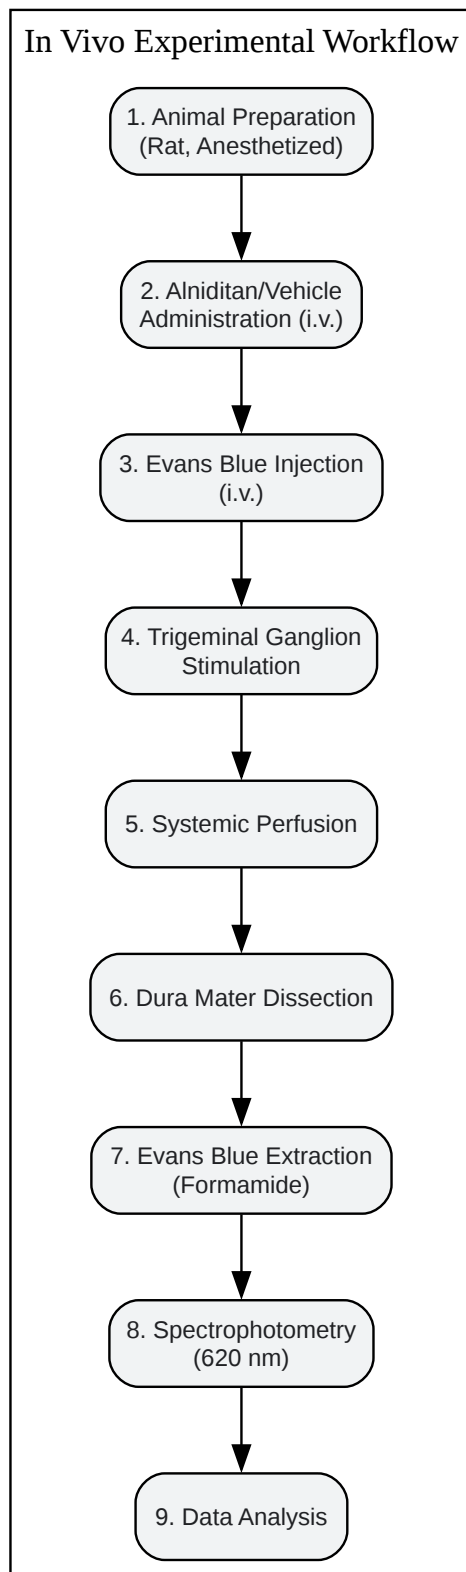 In Vivo Experimental Workflow
1. Animal Preparation
(Rat, Anesthetized)
2. Alniditan/Vehicle
Administration (i.v.)
3. Evans Blue Injection
(i.v.)
4. Trigeminal Ganglion
Stimulation
5. Systemic Perfusion
6. Dura Mater Dissection
7. Evans Blue Extraction
(Formamide)
8. Spectrophotometry
(620 nm)
9. Data Analysis